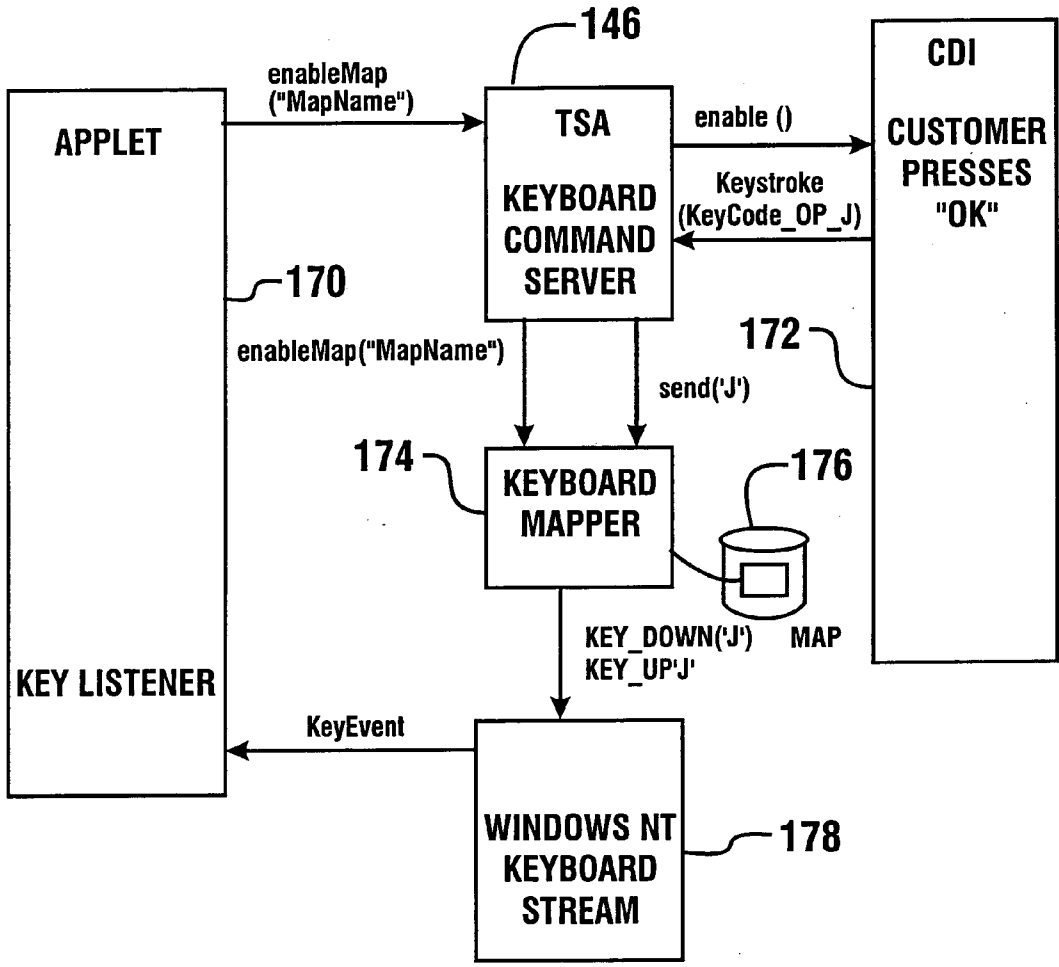 146
CDI
CUSTOMER
PRESSES
"OK"
enableMap
("MapName")
APPLET
TSA
KEYBOARD
COMMAND
SERVER
enable ()
Keystroke
(KeyCode_OP_J)
170
172
enableMap("MapName")
send('J')
174
KEYBOARD
MAPPER
176
MAP
KEY_DOWN('J')
KEY_UP'J'
KEY LISTENER
KeyEvent
WINDOWS NT
KEYBOARD
STREAM
178